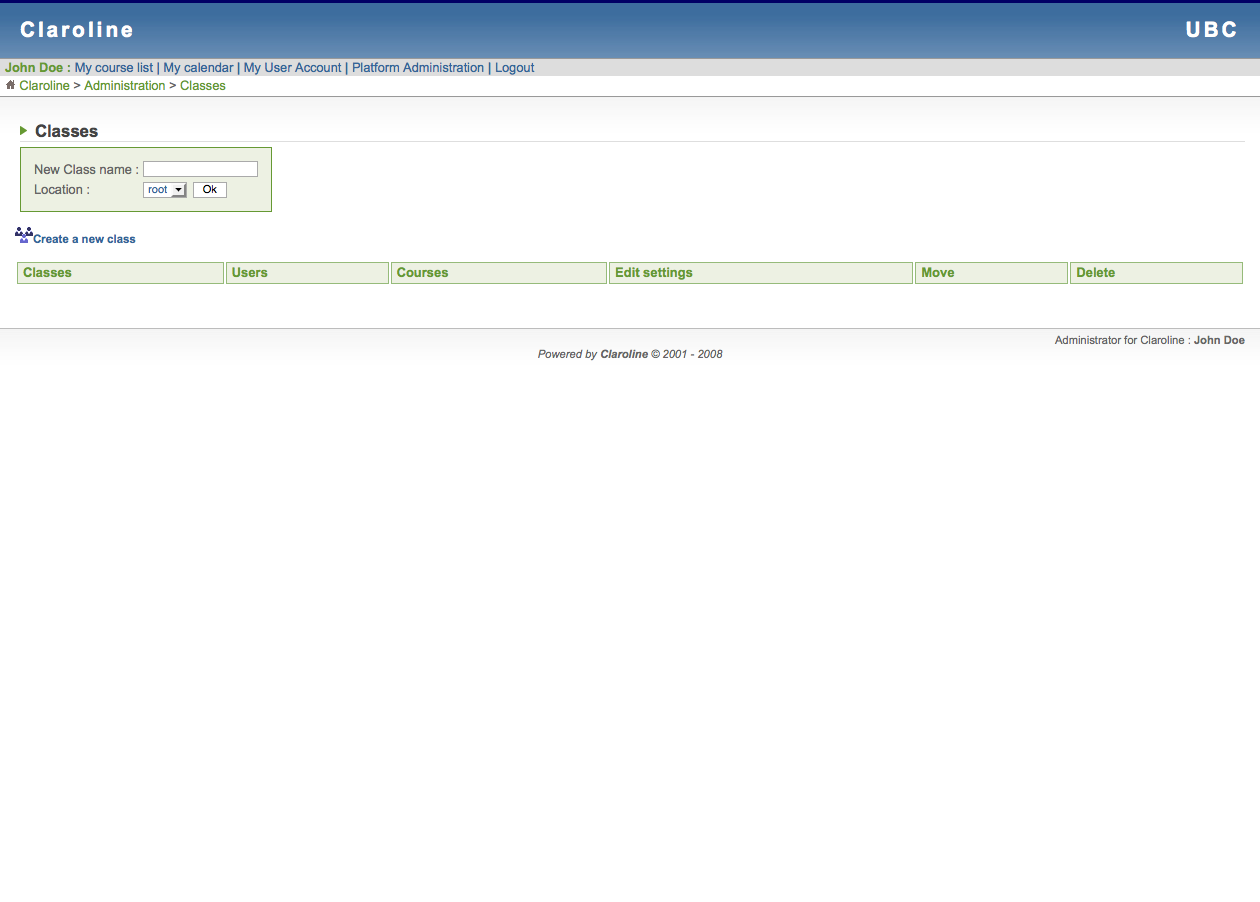 Claroline UBC
John Doe : My course list | My calendar | My User Account | Platform Administration | Logout
Claroline > Administration > Classes
Classes
New Class name :
Location : root Ok
Create a new class
Classes Users Courses Edit settings Move Delete
Administrator for Claroline : John Doe
Powered by Claroline © 2001 - 2008